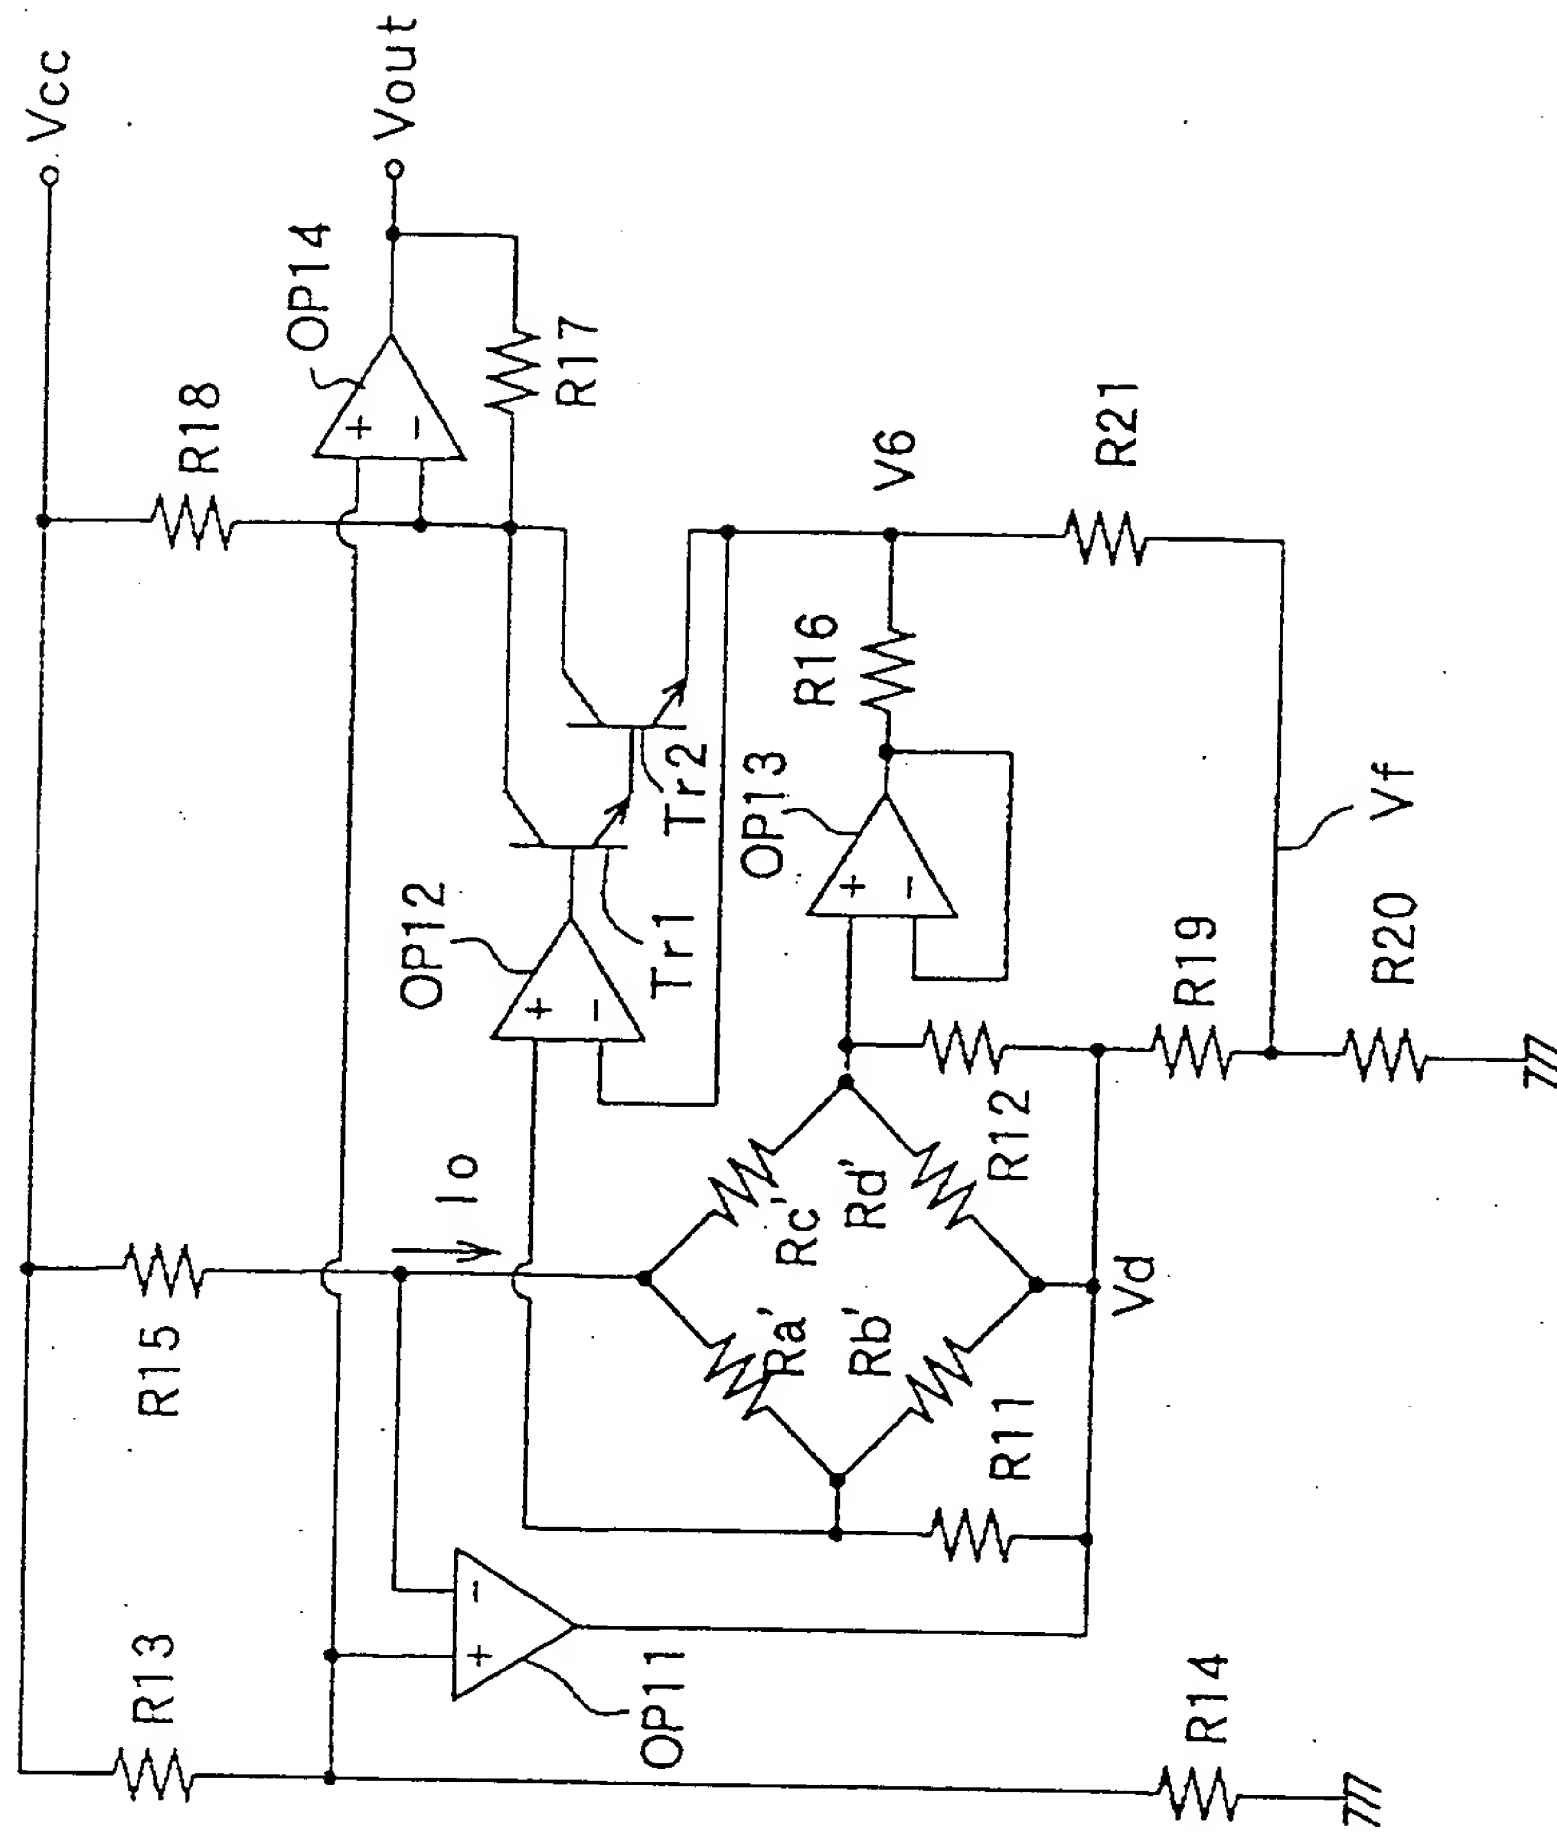 Vcc
Vout
OP14
R18
R17
V6
R21
R16
OP13
Tr2
Tr1
OP12
Vf
R19
R20
R12
Io
Rc'
Rd'
Ra'
Rb'
Vd
R15
R11
R13
OP11
R14
+
−
+
−
+
−
−
+